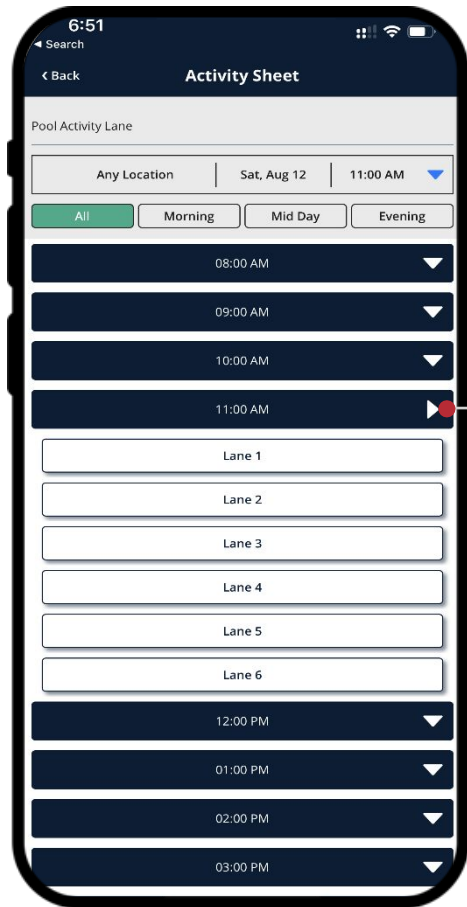 6:51
Search
Back
Activity Sheet
Pool Activity Lane
Any Location Sat, Aug 12 11:00 AM
All Morning Mid Day Evening
08:00 AM
09:00 AM
10:00 AM
11:00 AM
Lane 1
Lane 2
Lane 3
Lane 4
Lane 5
Lane 6
12:00 PM
01:00 PM
02:00 PM
03:00 PM